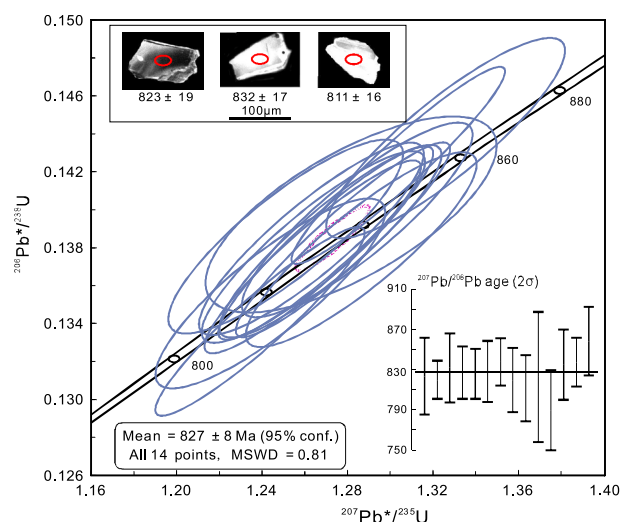 0.150
0.146
0.142
0.138
0.134
0.130
0.126
206Pb*/238U
823 ± 19
832 ± 17
811 ± 16
100µm
880
860
800
207Pb/206Pb age (2σ)
910
870
830
790
750
Mean = 827 ± 8 Ma (95% conf.)
All 14 points, MSWD = 0.81
1.16
1.20
1.24
1.28
1.32
1.36
1.40
207Pb*/235U